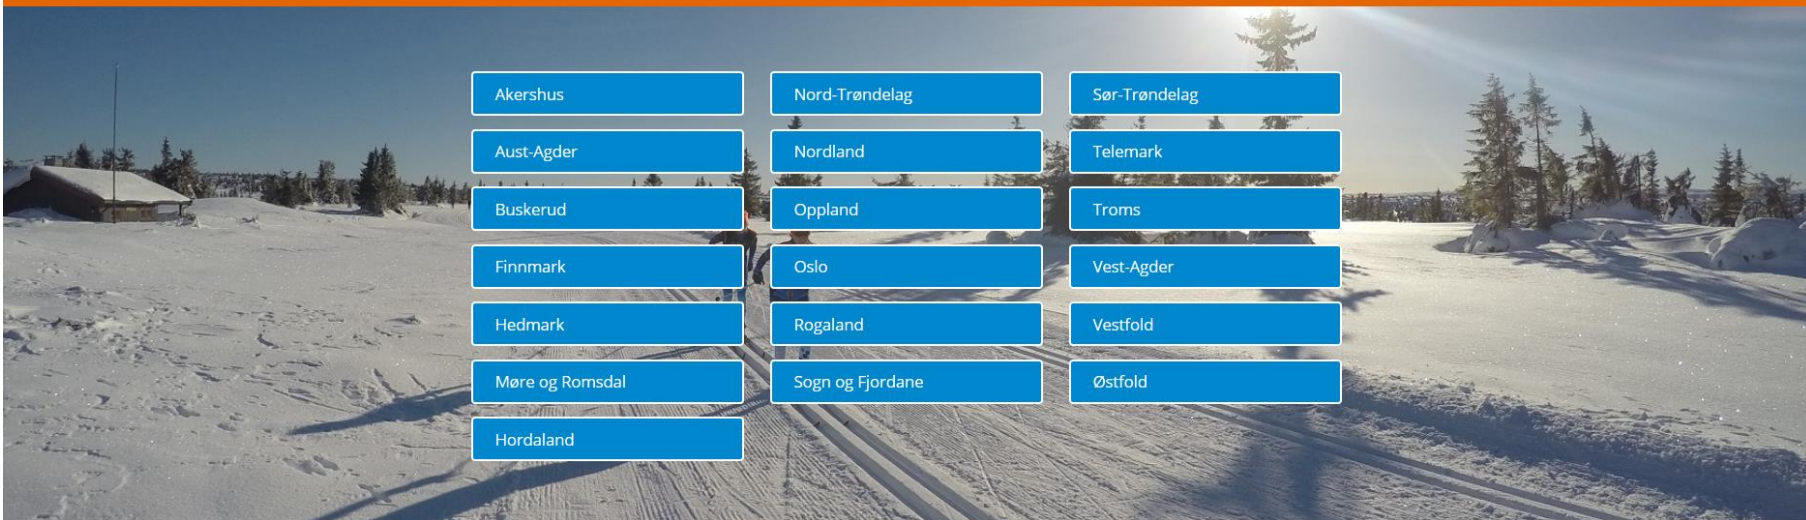 Akershus
Aust-Agder
Buskerud
Finnmark
Hedmark
Møre og Romsdal
Hordaland
Nord-Trøndelag
Nordland
Oppland
Oslo
Rogaland
Sogn og Fjordane
Sør-Trøndelag
Telemark
Troms
Vest-Agder
Vestfold
Østfold